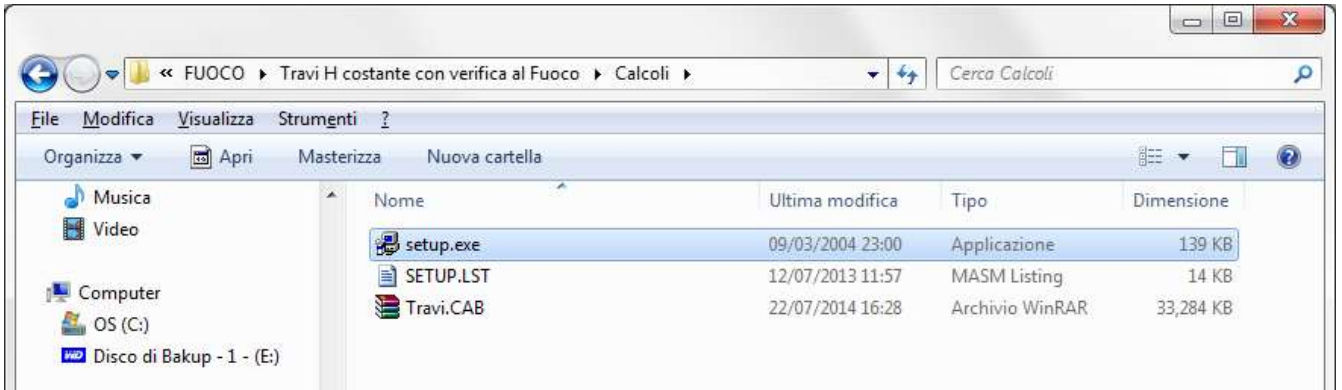 « FUOCO ▸ Travi H costante con verifica al Fuoco ▸ Calcoli ▸ Cerca Calcoli
File Modifica Visualizza Strumenti ?
Organizza Apri Masterizza Nuova cartella
Musica
Video
Computer
OS (C:)
WD Disco di Bakup - 1 - (E:)
Nome Ultima modifica Tipo Dimensione
setup.exe 09/03/2004 23:00 Applicazione 139 KB
SETUP.LST 12/07/2013 11:57 MASM Listing 14 KB
Travi.CAB 22/07/2014 16:28 Archivio WinRAR 33,284 KB